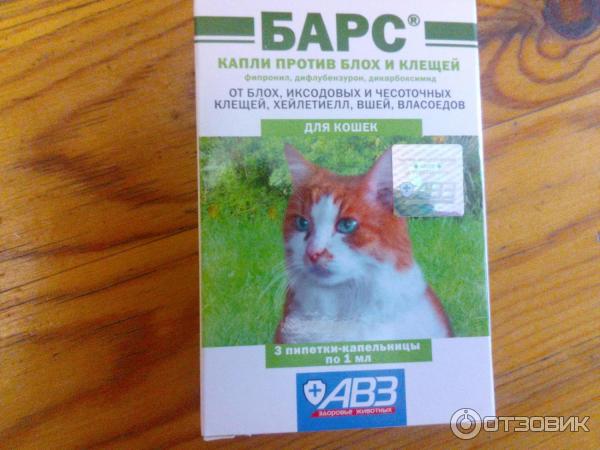 БАРС®
КАПЛИ ПРОТИВ БЛОХ И КЛЕЩЕЙ
фипронил, дифлубензурон, дикарбоксимид
ОТ БЛОХ, ИКСОДОВЫХ И ЧЕСОТОЧНЫХ
КЛЕЩЕЙ, ХЕЙЛЕТИЕЛЛ, ВШЕЙ, ВЛАСОЕДОВ
ДЛЯ КОШЕК
АВЗ
3 пипетки-капельницы
по 1 мл
АВЗ
ЗДОРОВЬЕ ЖИВОТНЫХ
ОТЗОВИК